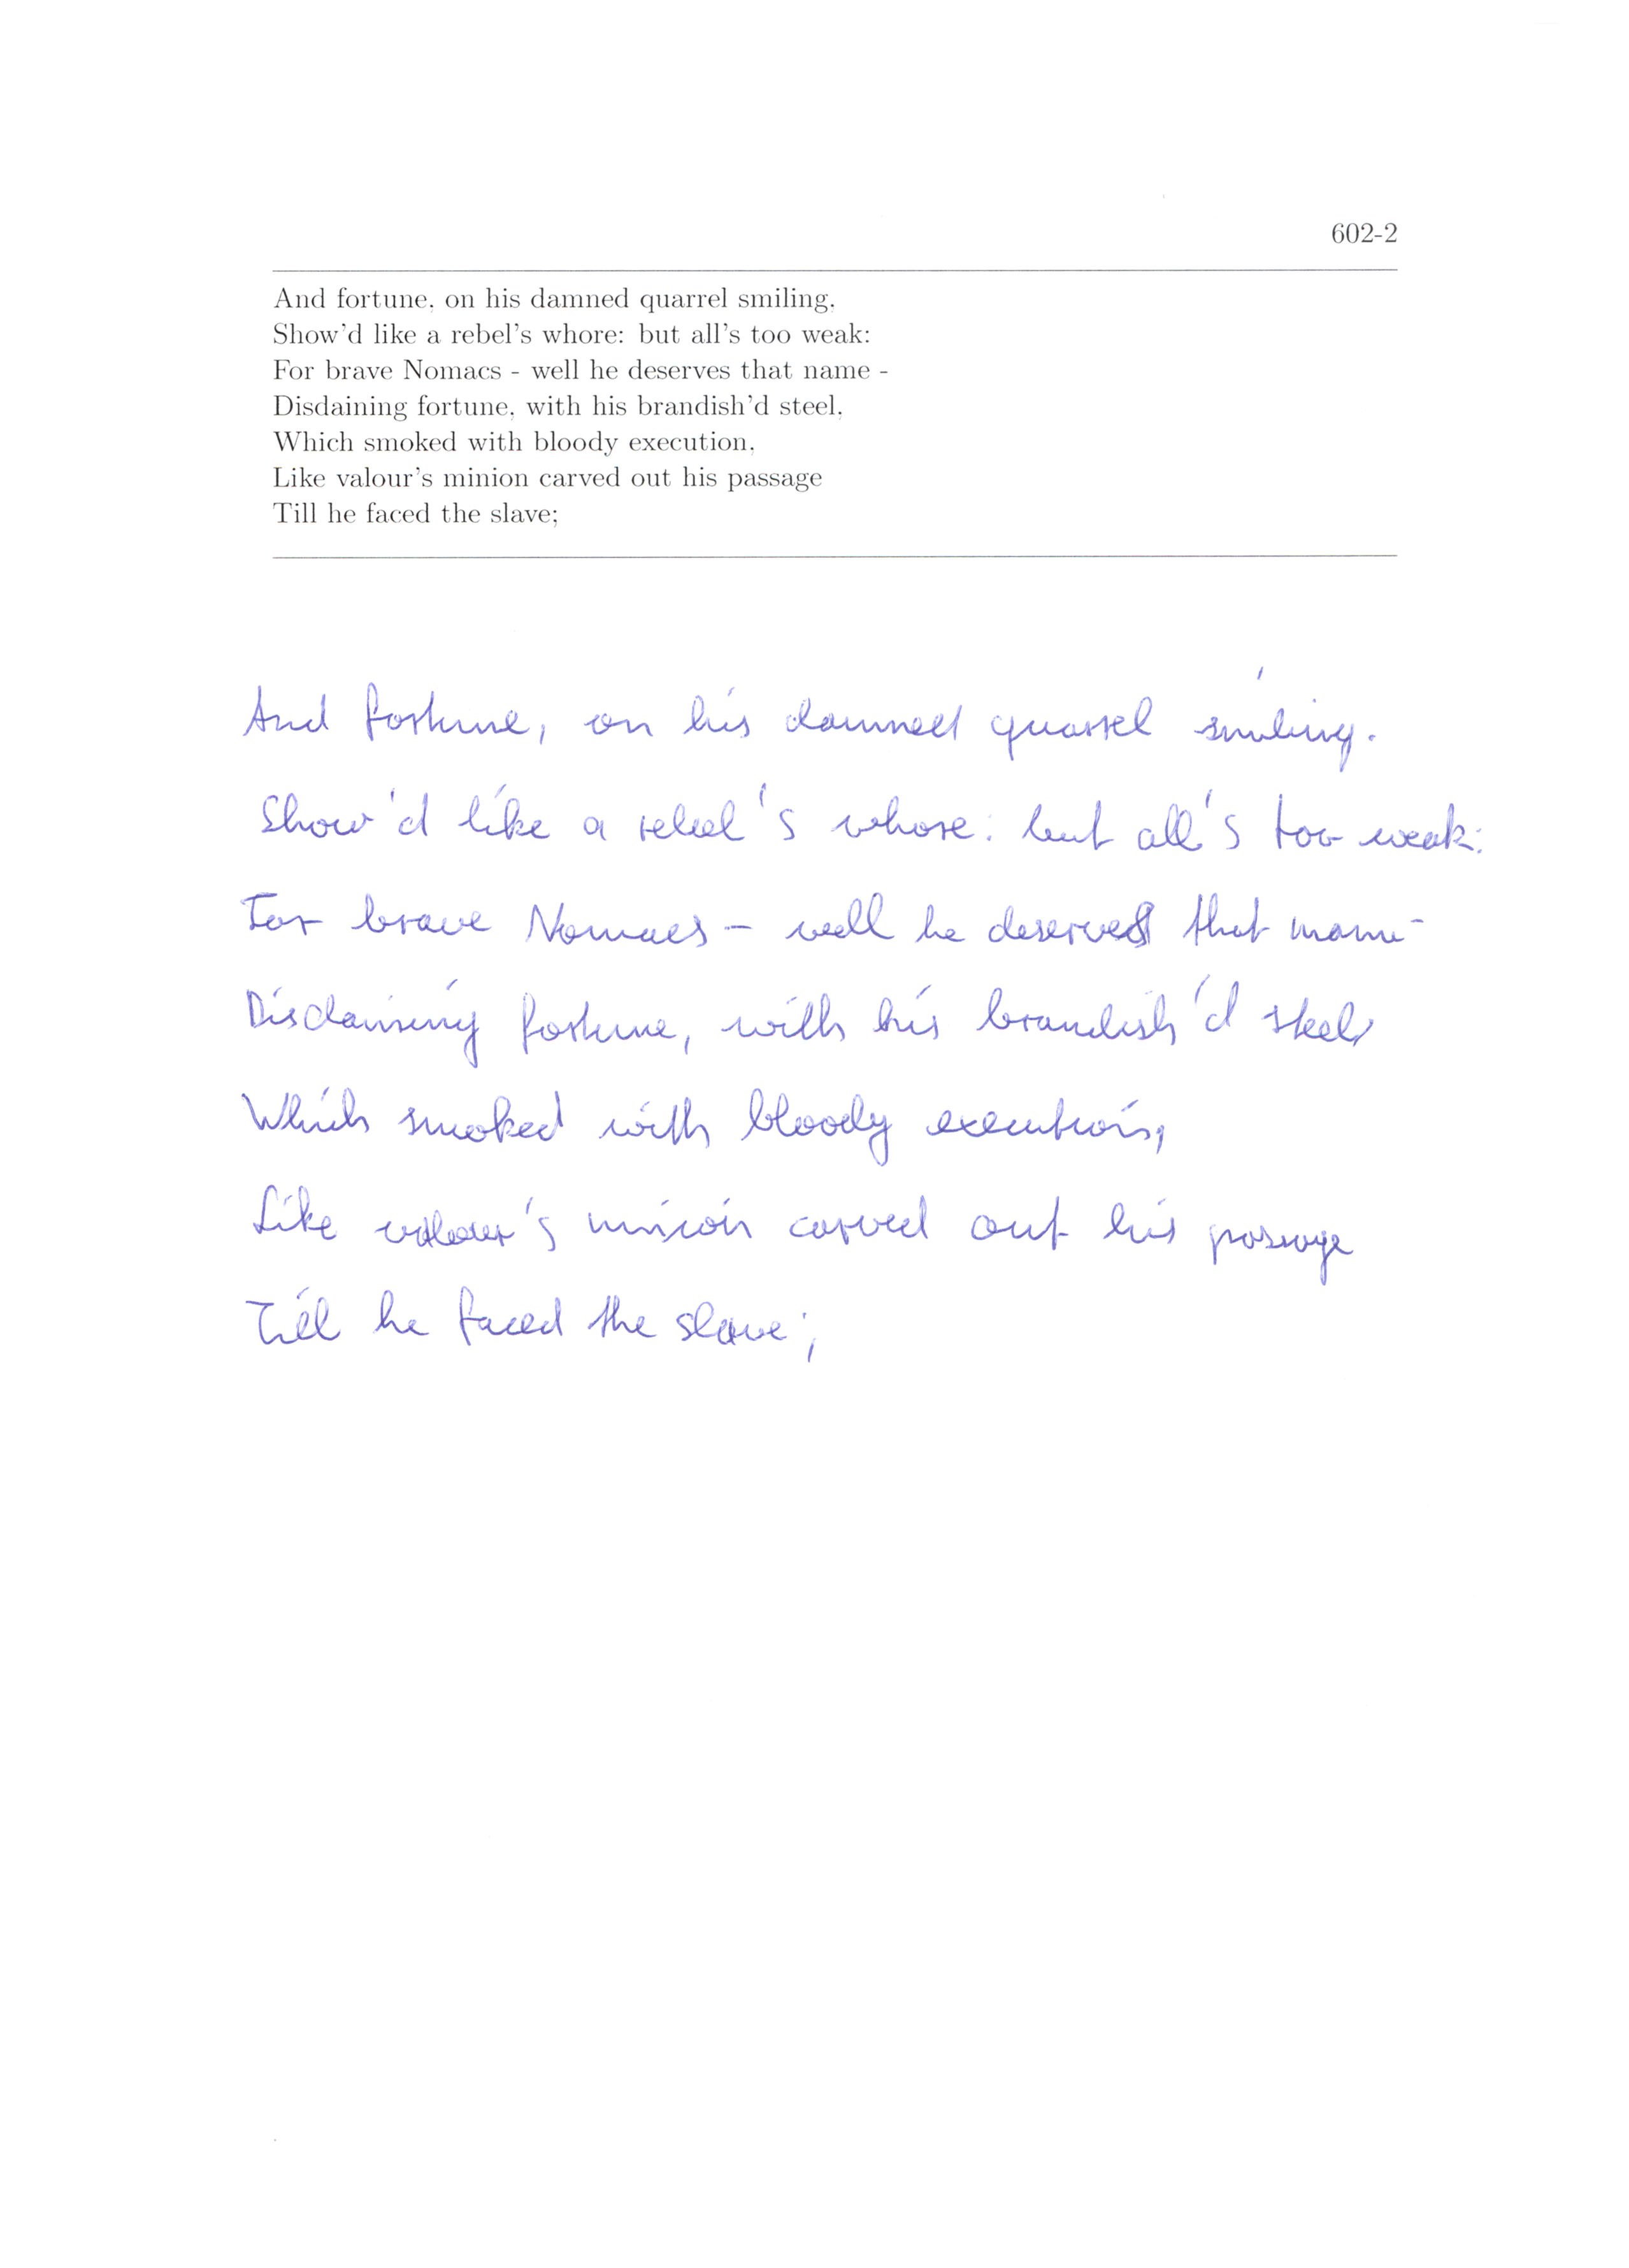 602-2
And fortune, on his damned quarrel smiling,
Show'd like a rebel's whore: but all's too weak:
For brave Nomacs - well he deserves that name -
Disdaining fortune, with his brandish'd steel,
Which smoked with bloody execution,
Like valour's minion carved out his passage
Till he faced the slave;
And fortune, on his damned quarrel smiling.
Show'd like a rebel's whore: but all's too weak:
For brave Nomacs - well he deserves that name -
Disdaining fortune, with his brandish'd steel,
Which smoked with bloody execution,
Like valour's minion carved out his passage
Till he faced the slave;